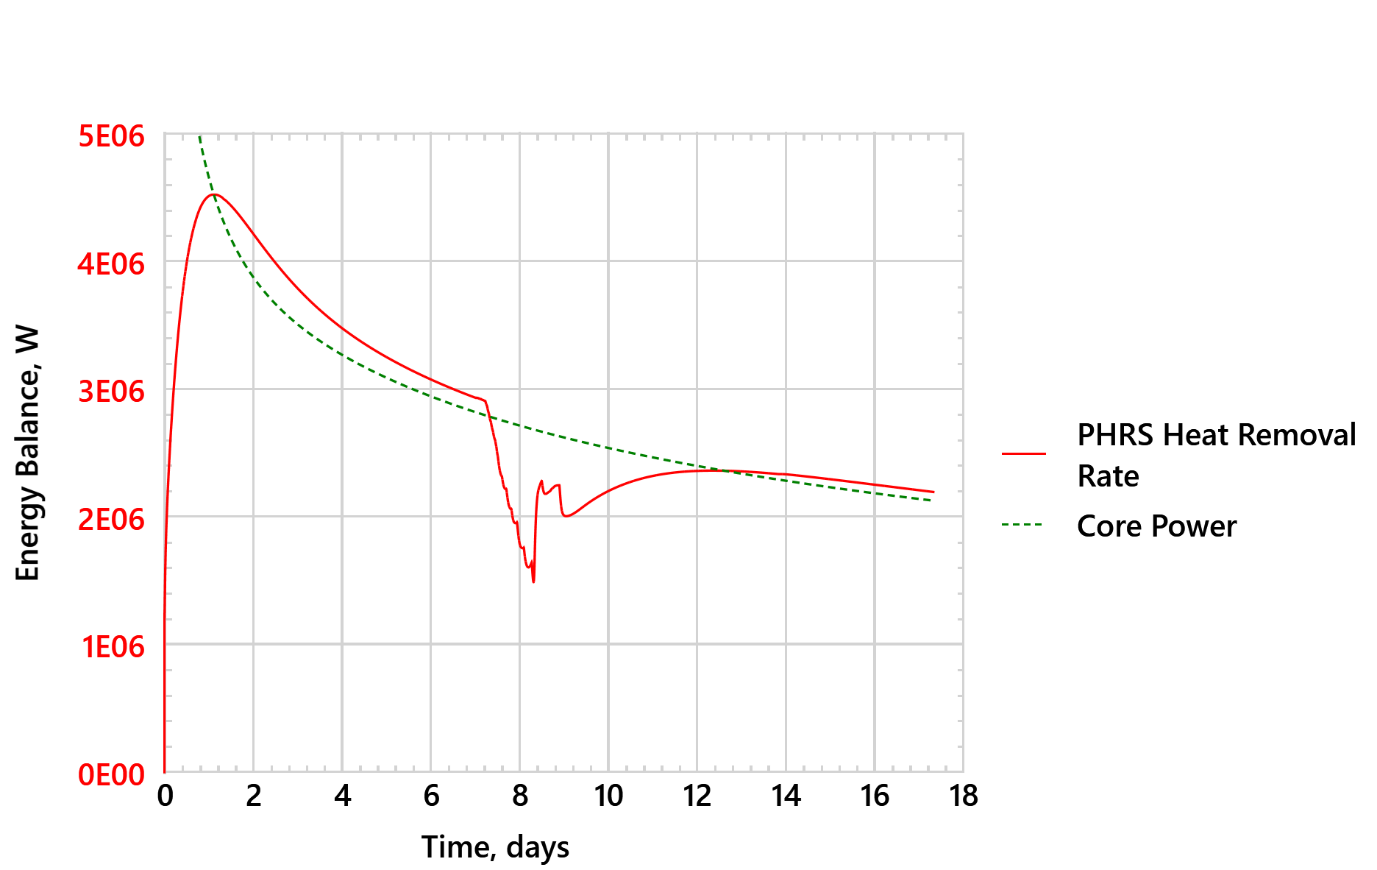 5E06
4E06
3E06
2E06
1E06
0E00
0 2 4 6 8 10 12 14 16 18
Energy Balance, W
Time, days
PHRS Heat Removal
Rate
Core Power